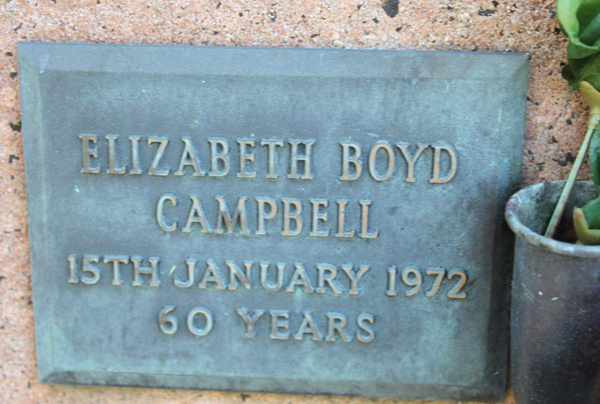 ELIZABETH BOYD
CAMPBELL
15TH JANUARY 1972
60 YEARS